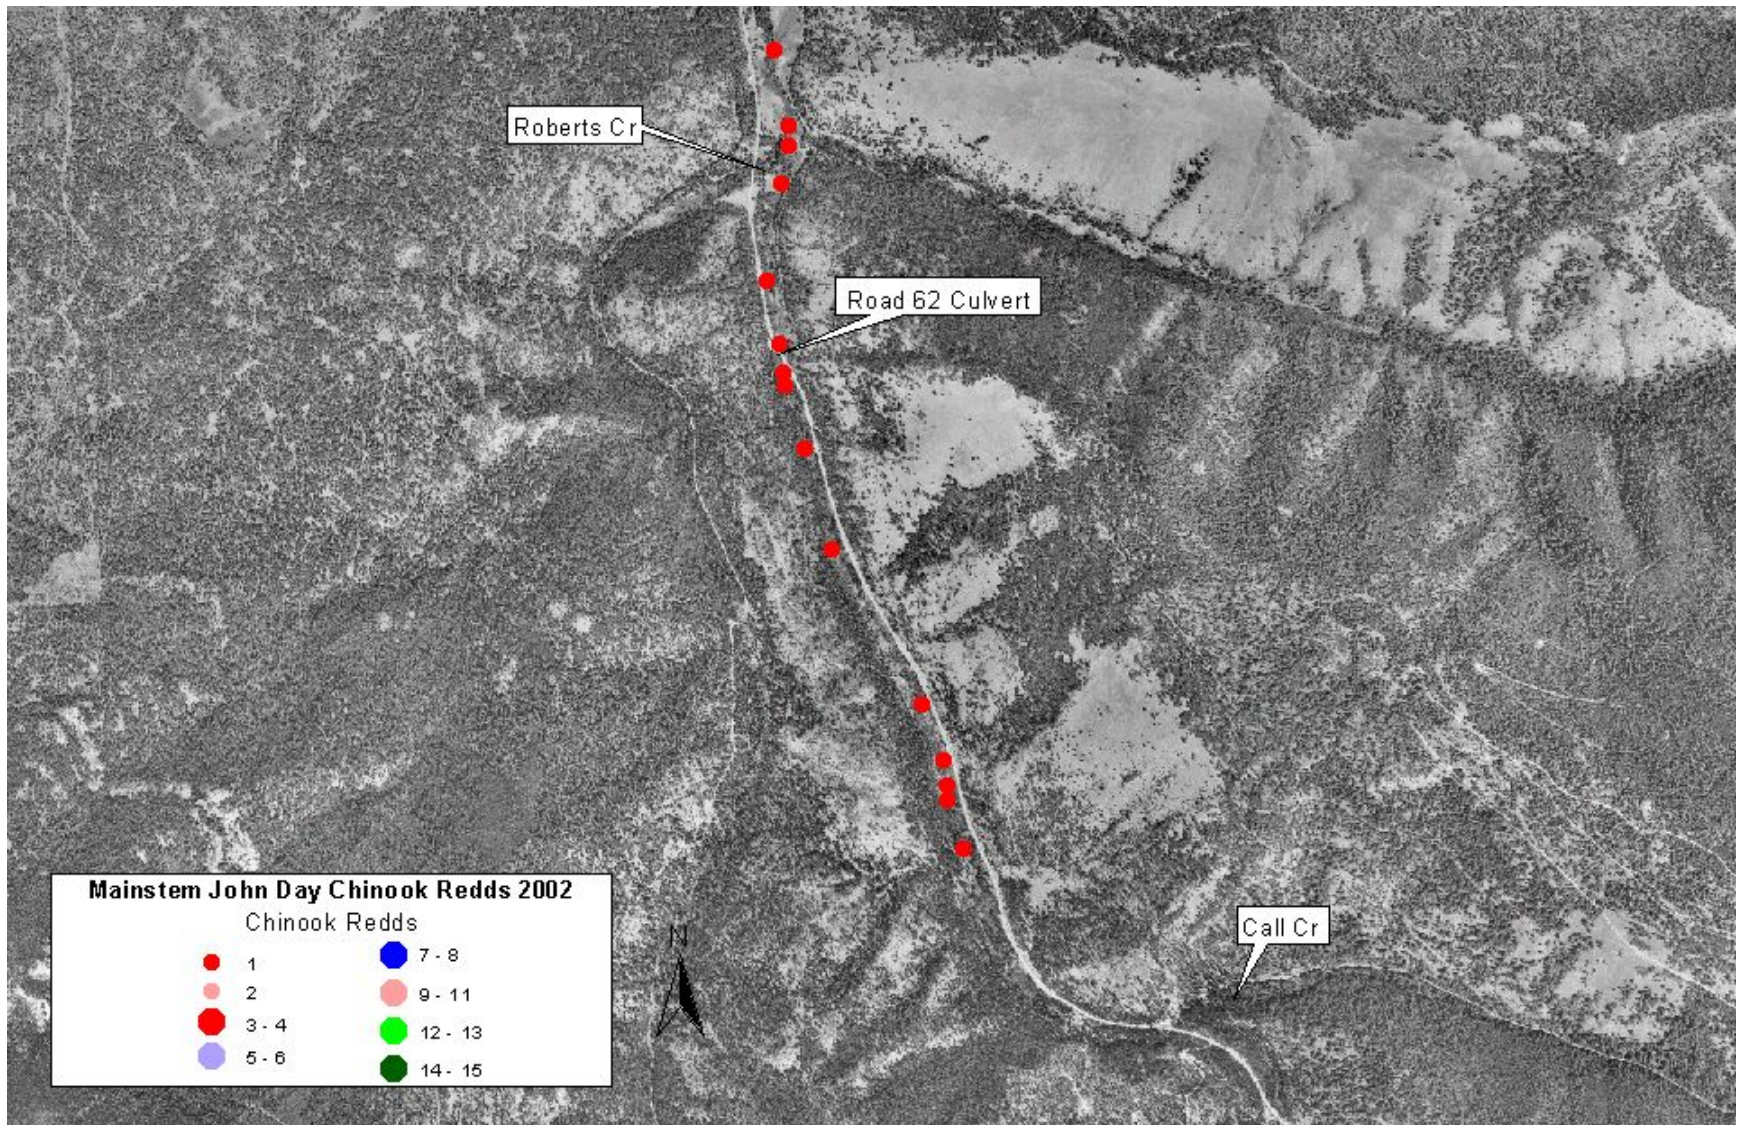 Roberts Cr
Road 62 Culvert
Call Cr
N
Mainstem John Day Chinook Redds 2002
Chinook Redds
1
2
3 - 4
5 - 6
7 - 8
9 - 11
12 - 13
14 - 15